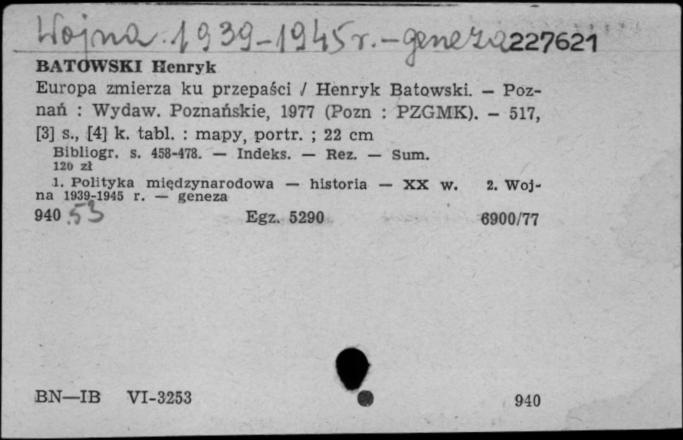 Wojna 1939-1945 r. - geneza 227621
BATOWSKI Henryk
Europa zmierza ku przepaści / Henryk Batowski. — Poz-
nań : Wydaw. Poznańskie, 1977 (Pozn : PZGMK). — 517,
[3] s., [4] k. tabl. : mapy, portr. ; 22 cm
Bibliogr. s. 458-478. — Indeks. — Rez. — Sum.
120 zł
1. Polityka międzynarodowa — historia — XX w. 2. Woj-
na 1939-1945 r. — geneza
940.53 Egz. 5290 6900/77
BN—IB VI-3253 940